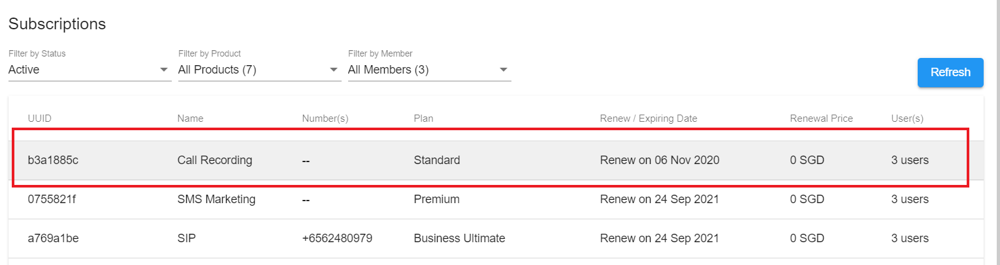 Subscriptions
Filter by Status Filter by Product Filter by Member
Active All Products (7) All Members (3)
Refresh
UUID Name Number(s) Plan Renew / Expiring Date Renewal Price User(s)
b3a1885c Call Recording -- Standard Renew on 06 Nov 2020 0 SGD 3 users
0755821f SMS Marketing -- Premium Renew on 24 Sep 2021 0 SGD 3 users
a769a1be SIP +6562480979 Business Ultimate Renew on 24 Sep 2021 0 SGD 3 users